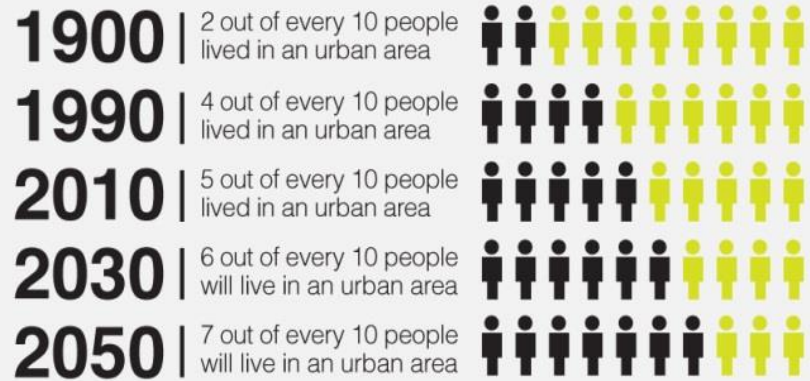 1900 | 2 out of every 10 people
lived in an urban area
1990 | 4 out of every 10 people
lived in an urban area
2010 | 5 out of every 10 people
lived in an urban area
2030 | 6 out of every 10 people
will live in an urban area
2050 | 7 out of every 10 people
will live in an urban area